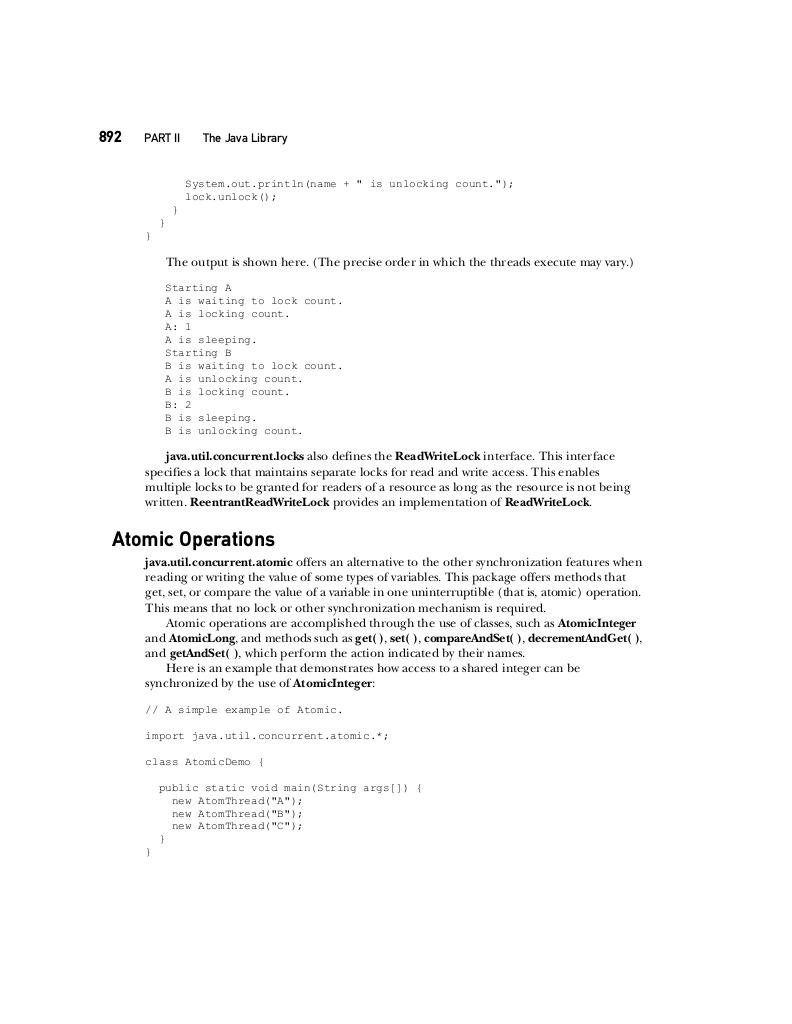 892 PART II The Java Library
System.out.println(name + " is unlocking count.");
lock.unlock();
}
}
}
The output is shown here. (The precise order in which the threads execute may vary.)
Starting A
A is waiting to lock count.
A is locking count.
A: 1
A is sleeping.
Starting B
B is waiting to lock count.
A is unlocking count.
B is locking count.
B: 2
B is sleeping.
B is unlocking count.
java.util.concurrent.locks also defines the ReadWriteLock interface. This interface
specifies a lock that maintains separate locks for read and write access. This enables
multiple locks to be granted for readers of a resource as long as the resource is not being
written. ReentrantReadWriteLock provides an implementation of ReadWriteLock.
Atomic Operations
java.util.concurrent.atomic offers an alternative to the other synchronization features when
reading or writing the value of some types of variables. This package offers methods that
get, set, or compare the value of a variable in one uninterruptible (that is, atomic) operation.
This means that no lock or other synchronization mechanism is required.
Atomic operations are accomplished through the use of classes, such as AtomicInteger
and AtomicLong, and methods such as get( ), set( ), compareAndSet( ), decrementAndGet( ),
and getAndSet( ), which perform the action indicated by their names.
Here is an example that demonstrates how access to a shared integer can be
synchronized by the use of AtomicInteger:
// A simple example of Atomic.
import java.util.concurrent.atomic.*;
class AtomicDemo {
public static void main(String args[]) {
new AtomThread("A");
new AtomThread("B");
new AtomThread("C");
}
}